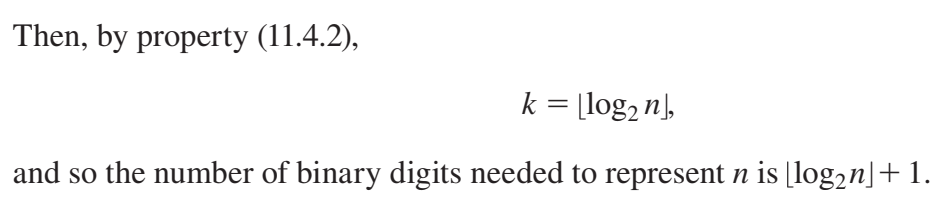 Then, by property (11.4.2),
k = ⌊log₂ n⌋,
and so the number of binary digits needed to represent n is ⌊log₂n⌋ + 1.